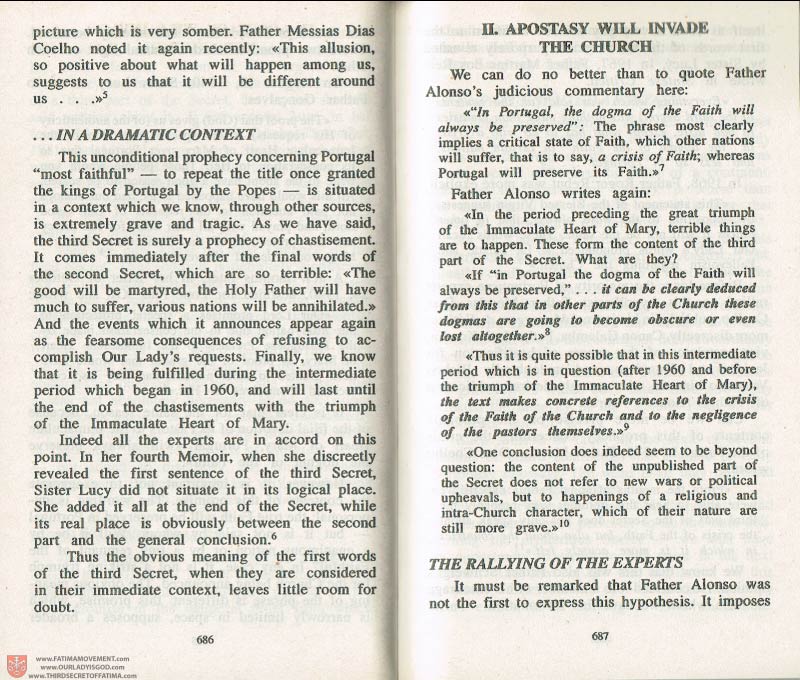 picture which is very somber. Father Messias Dias
Coelho noted it again recently: «This allusion,
so positive about what will happen among us,
suggests to us that it will be different around
us . . .»5
. . . IN A DRAMATIC CONTEXT
This unconditional prophecy concerning Portugal
“most faithful” — to repeat the title once granted
the kings of Portugal by the Popes — is situated
in a context which we know, through other sources,
is extremely grave and tragic. As we have said,
the third Secret is surely a prophecy of chastisement.
It comes immediately after the final words of
the second Secret, which are so terrible: «The
good will be martyred, the Holy Father will have
much to suffer, various nations will be annihilated.»
And the events which it announces appear again
as the fearsome consequences of refusing to ac-
complish Our Lady’s requests. Finally, we know
that it is being fulfilled during the intermediate
period which began in 1960, and will last until
the end of the chastisements with the triumph
of the Immaculate Heart of Mary.
Indeed all the experts are in accord on this
point. In her fourth Memoir, when she discreetly
revealed the first sentence of the third Secret,
Sister Lucy did not situate it in its logical place.
She added it all at the end of the Secret, while
its real place is obviously between the second
part and the general conclusion.6
Thus the obvious meaning of the first words
of the third Secret, when they are considered
in their immediate context, leaves little room for
doubt.
686
www.FATIMAMOVEMENT.com
www.OURLADYISGOD.com
www.THIRDSECRETOFFATIMA.com
II. APOSTASY WILL INVADE
THE CHURCH
We can do no better than to quote Father
Alonso’s judicious commentary here:
«“In Portugal, the dogma of the Faith will
always be preserved”: The phrase most clearly
implies a critical state of Faith, which other nations
will suffer, that is to say, a crisis of Faith; whereas
Portugal will preserve its Faith.»7
Father Alonso writes again:
«In the period preceding the great triumph
of the Immaculate Heart of Mary, terrible things
are to happen. These form the content of the third
part of the Secret. What are they?
«If “in Portugal the dogma of the Faith will
always be preserved,” . . . it can be clearly deduced
from this that in other parts of the Church these
dogmas are going to become obscure or even
lost altogether.»8
«Thus it is quite possible that in this intermediate
period which is in question (after 1960 and before
the triumph of the Immaculate Heart of Mary),
the text makes concrete references to the crisis
of the Faith of the Church and to the negligence
of the pastors themselves.»9
«One conclusion does indeed seem to be beyond
question: the content of the unpublished part of
the Secret does not refer to new wars or political
upheavals, but to happenings of a religious and
intra-Church character, which of their nature are
still more grave.»10
THE RALLYING OF THE EXPERTS
It must be remarked that Father Alonso was
not the first to express this hypothesis. It imposes
687